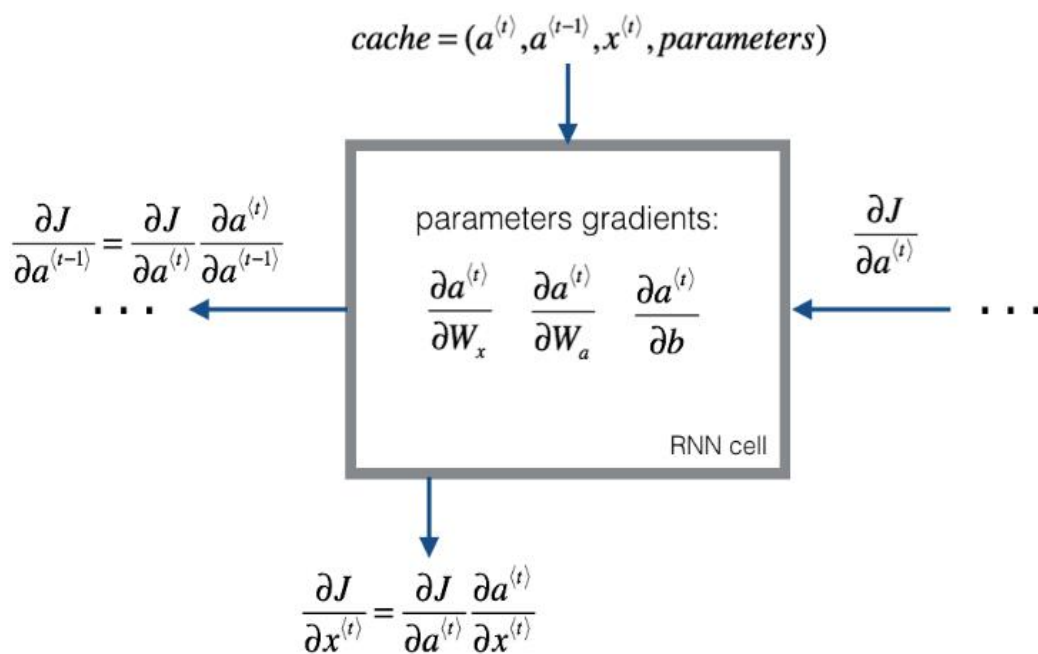 cache = (a⟨t⟩, a⟨t−1⟩, x⟨t⟩, parameters)
∂J/∂a⟨t−1⟩ = ∂J/∂a⟨t⟩ ∂a⟨t⟩/∂a⟨t−1⟩
...
parameters gradients:
∂a⟨t⟩/∂Wₓ ∂a⟨t⟩/∂Wₐ ∂a⟨t⟩/∂b
RNN cell
∂J/∂a⟨t⟩
...
∂J/∂x⟨t⟩ = ∂J/∂a⟨t⟩ ∂a⟨t⟩/∂x⟨t⟩